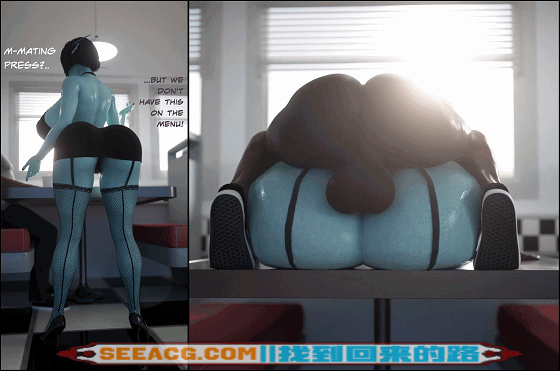 M-MATING
PRESS?..
...BUT WE
DON'T
HAVE THIS
ON THE
MENU!
SEEACG.COM||找到回来的路